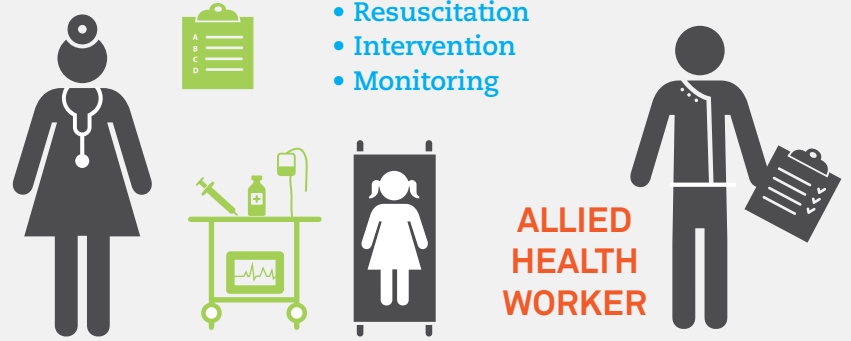 • Resuscitation
• Intervention
• Monitoring
A
B
C
D
ALLIED
HEALTH
WORKER